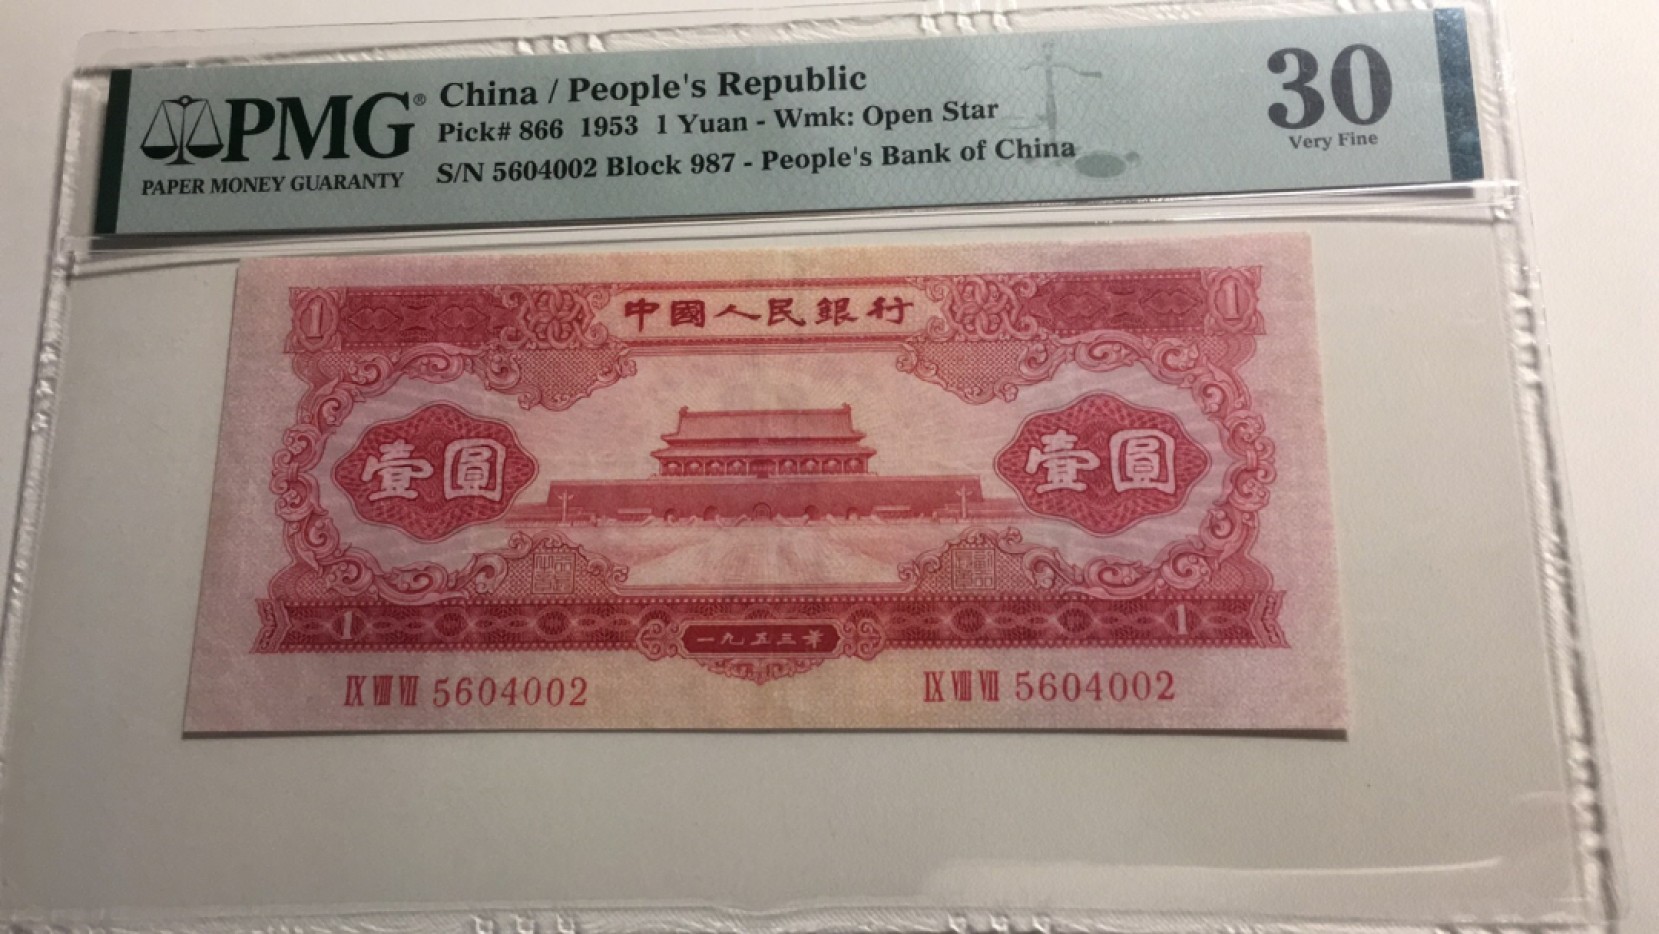 PMG®
PAPER MONEY GUARANTY
China / People's Republic
Pick# 866 1953 1 Yuan - Wmk: Open Star
S/N 5604002 Block 987 - People's Bank of China
30
Very Fine
1 中國人民銀行 1
壹圓 壹圓
1 一九五三年 1
IX VIII VII 5604002 IX VIII VII 5604002